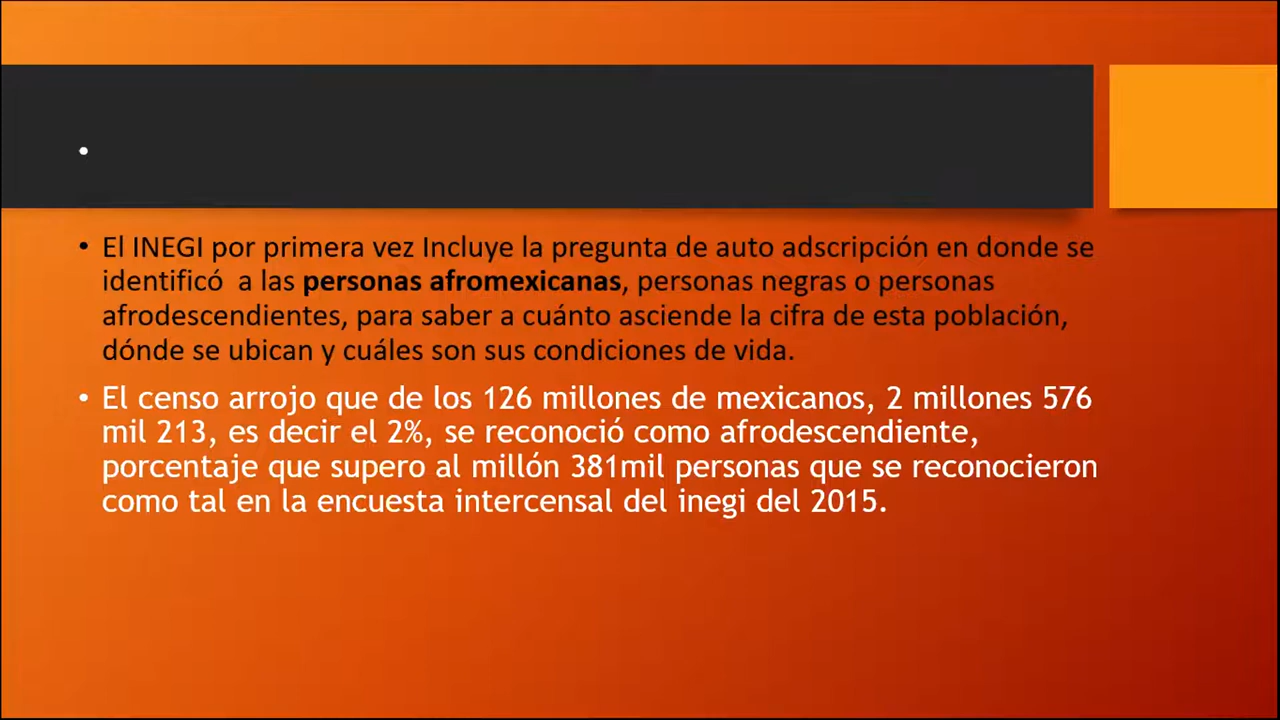 •
• El INEGI por primera vez Incluye la pregunta de auto adscripción en donde se
identificó a las personas afromexicanas, personas negras o personas
afrodescendientes, para saber a cuánto asciende la cifra de esta población,
dónde se ubican y cuáles son sus condiciones de vida.
• El censo arrojo que de los 126 millones de mexicanos, 2 millones 576
mil 213, es decir el 2%, se reconoció como afrodescendiente,
porcentaje que supero al millón 381mil personas que se reconocieron
como tal en la encuesta intercensal del inegi del 2015.